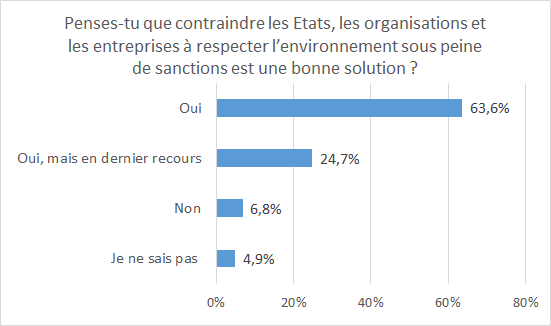 Penses-tu que contraindre les Etats, les organisations et
les entreprises à respecter l'environnement sous peine
de sanctions est une bonne solution ?
Oui
63,6%
Oui, mais en dernier recours
24,7%
Non
6,8%
Je ne sais pas
4,9%
0%
20%
40%
60%
80%